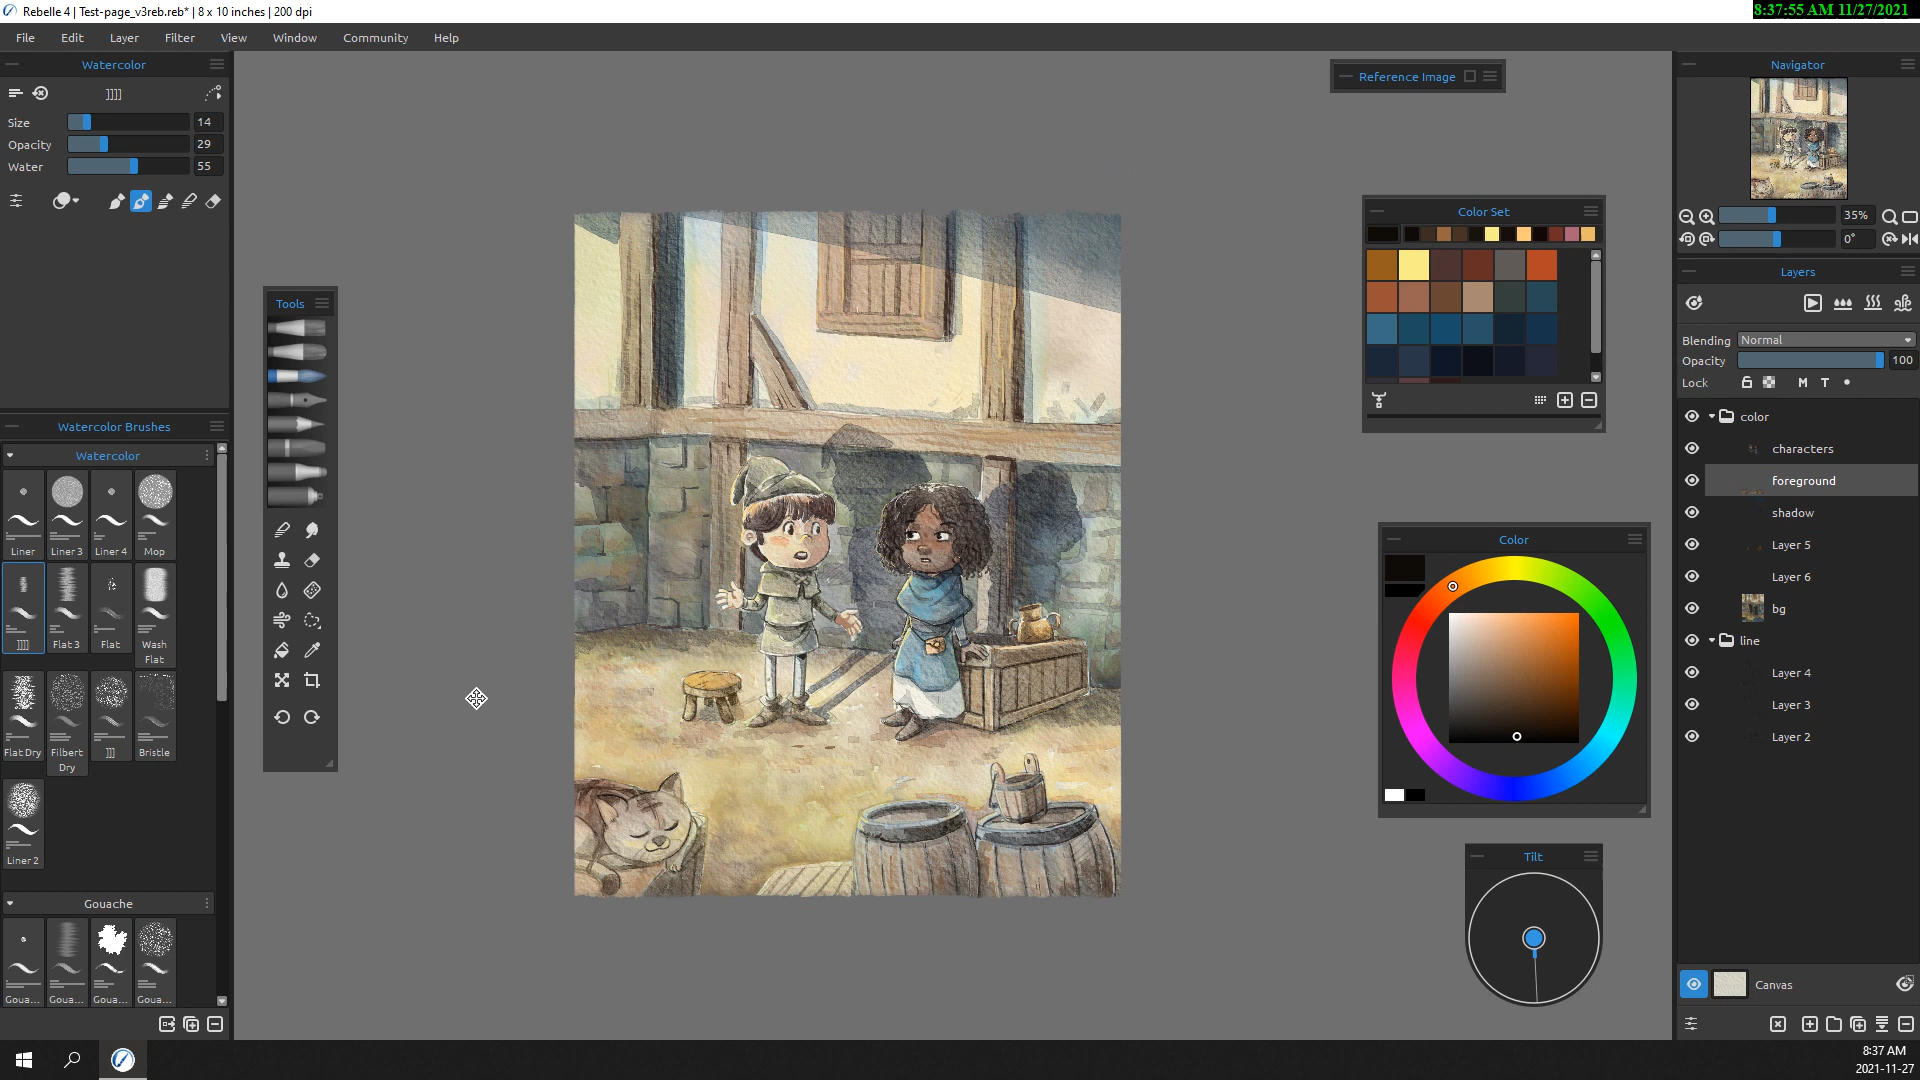 Rebelle 4 | Test-page_v3reb.reb* | 8 x 10 inches | 200 dpi
8:37:55 AM 11/27/2021
File Edit Layer Filter View Window Community Help
Watercolor
]]]]
Size 14
Opacity 29
Water 55
Watercolor Brushes
Watercolor
Liner Liner 3 Liner 4 Mop
]]]] Flat 3 Flat Wash Flat
Flat Dry Filbert Dry ]]] Bristle
Liner 2
Gouache
Goua... Goua... Goua... Goua...
Tools
Reference Image
Color Set
Color
Tilt
Navigator
35%
0°
Layers
Blending Normal
Opacity 100
Lock M T
color
characters
foreground
shadow
Layer 5
Layer 6
bg
line
Layer 4
Layer 3
Layer 2
Canvas
8:37 AM
2021-11-27